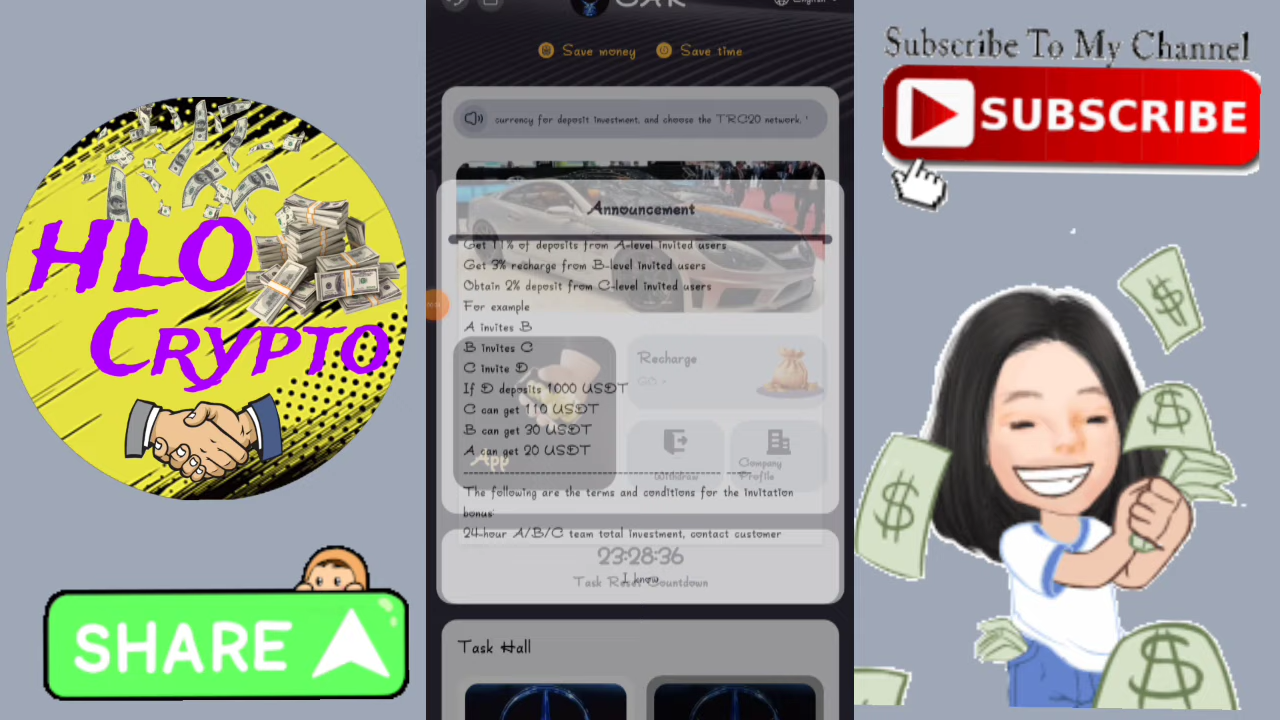 HLO
CRYPTO
SHARE
English
Save money
Save time
currency for deposit investment, and choose the TRC20 network,
Announcement
Get 11% of deposits from A-level invited users
Get 3% recharge from B-level invited users
Obtain 2% deposit from C-level invited users
For example
A invites B
B invites C
C invite D
If D deposits 1000 USDT
C can get 110 USDT
B can get 30 USDT
A can get 20 USDT
The following are the terms and conditions for the invitation
bonus:
24-hour A/B/C team total investment, contact customer
Recharge
GO >
App
Withdraw
Company
Profile
23:28:36
I know
Task Reset Countdown
Task Hall
Subscribe To My Channel
SUBSCRIBE